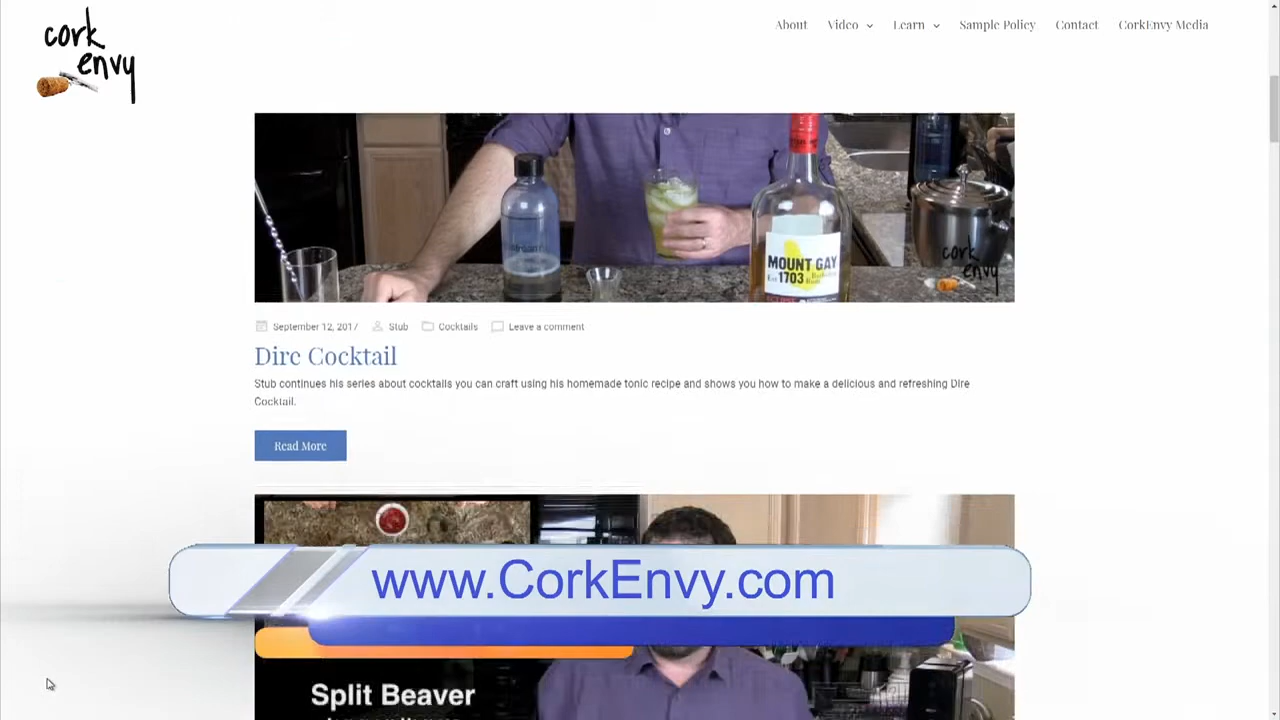 cork
envy
About Video Learn Sample Policy Contact CorkEnvy Media
MOUNT GAY
1703
cork
envy
September 12, 2017 Stub Cocktails Leave a comment
Dire Cocktail
Stub continues his series about cocktails you can craft using his homemade tonic recipe and shows you how to make a delicious and refreshing Dire
Cocktail.
Read More
www.CorkEnvy.com
Split Beaver